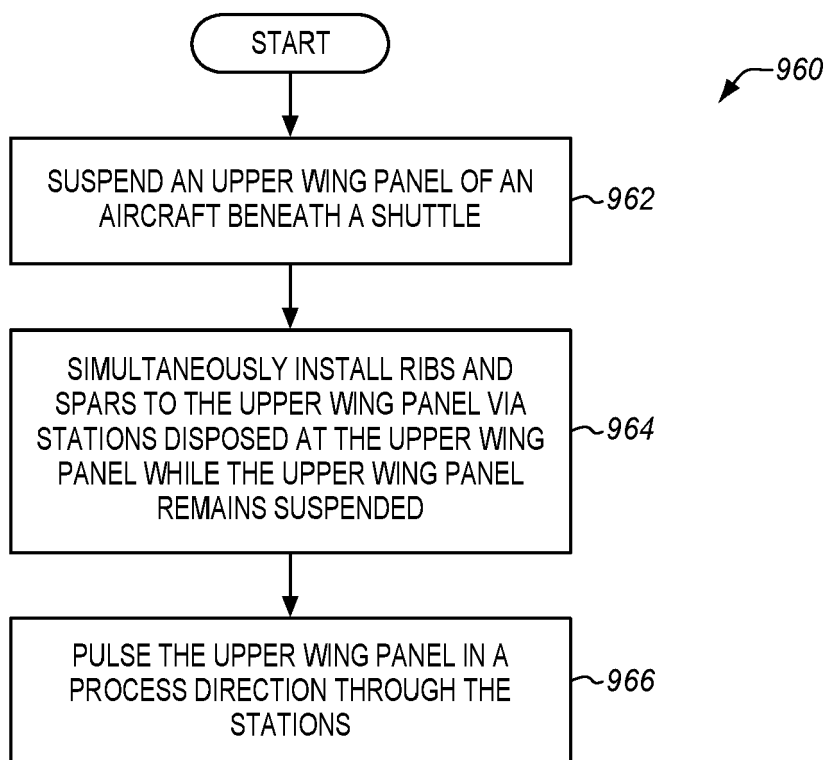 START
960
SUSPEND AN UPPER WING PANEL OF AN
AIRCRAFT BENEATH A SHUTTLE
962
SIMULTANEOUSLY INSTALL RIBS AND
SPARS TO THE UPPER WING PANEL VIA
STATIONS DISPOSED AT THE UPPER WING
PANEL WHILE THE UPPER WING PANEL
REMAINS SUSPENDED
964
PULSE THE UPPER WING PANEL IN A
PROCESS DIRECTION THROUGH THE
STATIONS
966